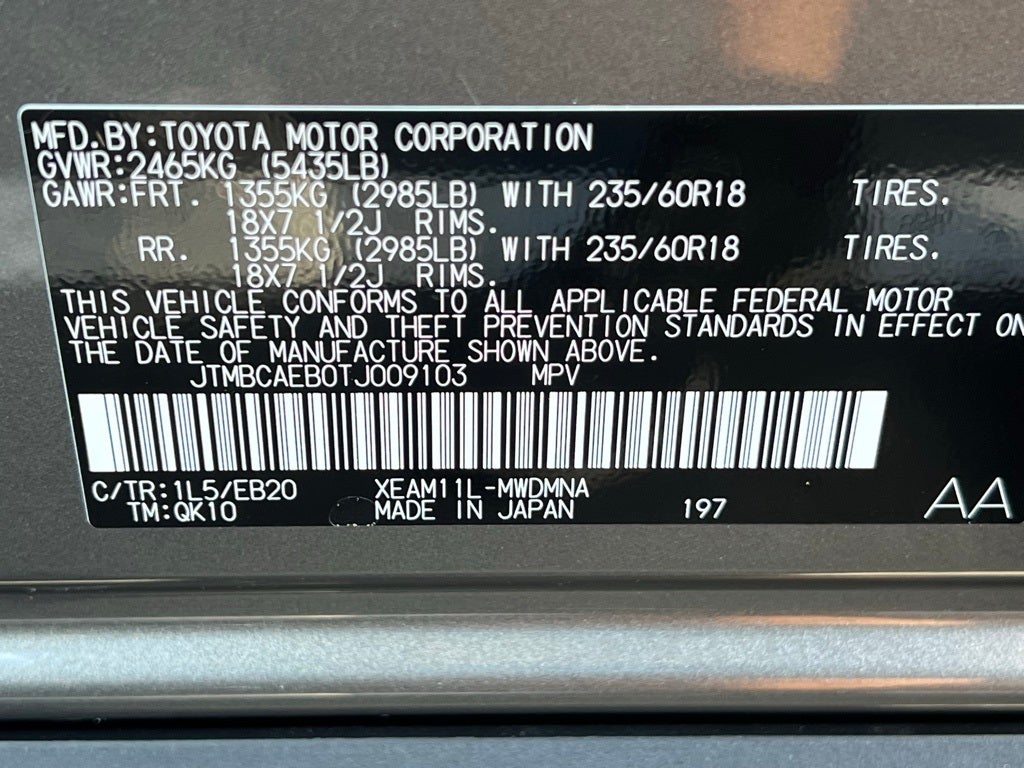 MFD.BY:TOYOTA MOTOR CORPORATION
GVWR:2465KG (5435LB)
GAWR:FRT. 1355KG (2985LB) WITH 235/60R18 TIRES.
18X7 1/2J RIMS.
RR. 1355KG (2985LB) WITH 235/60R18 TIRES.
18X7 1/2J RIMS.
THIS VEHICLE CONFORMS TO ALL APPLICABLE FEDERAL MOTOR
VEHICLE SAFETY AND THEFT PREVENTION STANDARDS IN EFFECT ON
THE DATE OF MANUFACTURE SHOWN ABOVE.
JTMBCAEB0TJ009103 MPV
C/TR:1L5/EB20 XEAM11L-MWDMNA
TM:QK10 MADE IN JAPAN 197 AA